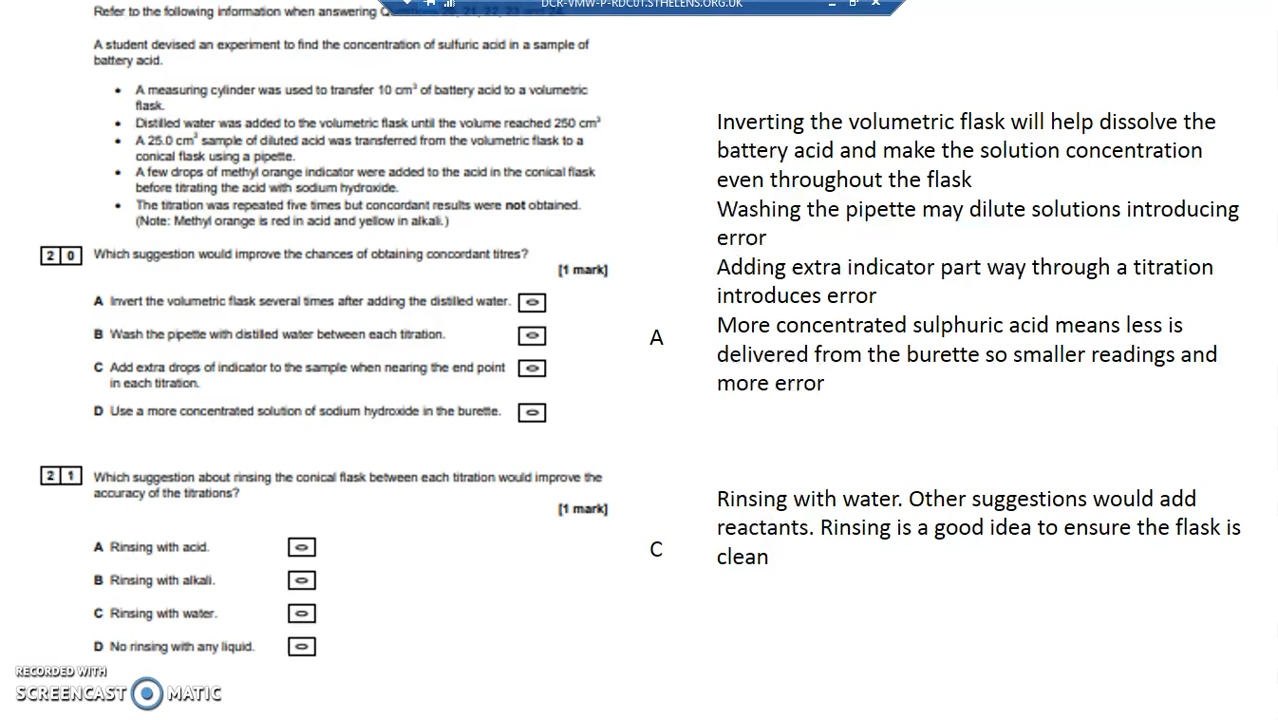 DCR-VMW-P-RDC01.STHELENS.ORG.UK
Refer to the following information when answering Questions 20, 21, 22, 23 and 24.
A student devised an experiment to find the concentration of sulfuric acid in a sample of
battery acid.
• A measuring cylinder was used to transfer 10 cm³ of battery acid to a volumetric
flask.
• Distilled water was added to the volumetric flask until the volume reached 250 cm³
• A 25.0 cm³ sample of diluted acid was transferred from the volumetric flask to a
conical flask using a pipette.
• A few drops of methyl orange indicator were added to the acid in the conical flask
before titrating the acid with sodium hydroxide.
• The titration was repeated five times but concordant results were not obtained.
(Note: Methyl orange is red in acid and yellow in alkali.)
2 0 Which suggestion would improve the chances of obtaining concordant titres?
[1 mark]
A Invert the volumetric flask several times after adding the distilled water.
B Wash the pipette with distilled water between each titration.
C Add extra drops of indicator to the sample when nearing the end point
in each titration.
D Use a more concentrated solution of sodium hydroxide in the burette.
A
Inverting the volumetric flask will help dissolve the
battery acid and make the solution concentration
even throughout the flask
Washing the pipette may dilute solutions introducing
error
Adding extra indicator part way through a titration
introduces error
More concentrated sulphuric acid means less is
delivered from the burette so smaller readings and
more error
2 1 Which suggestion about rinsing the conical flask between each titration would improve the
accuracy of the titrations?
[1 mark]
A Rinsing with acid.
B Rinsing with alkali.
C Rinsing with water.
D No rinsing with any liquid.
C
Rinsing with water. Other suggestions would add
reactants. Rinsing is a good idea to ensure the flask is
clean
RECORDED WITH
SCREENCAST MATIC